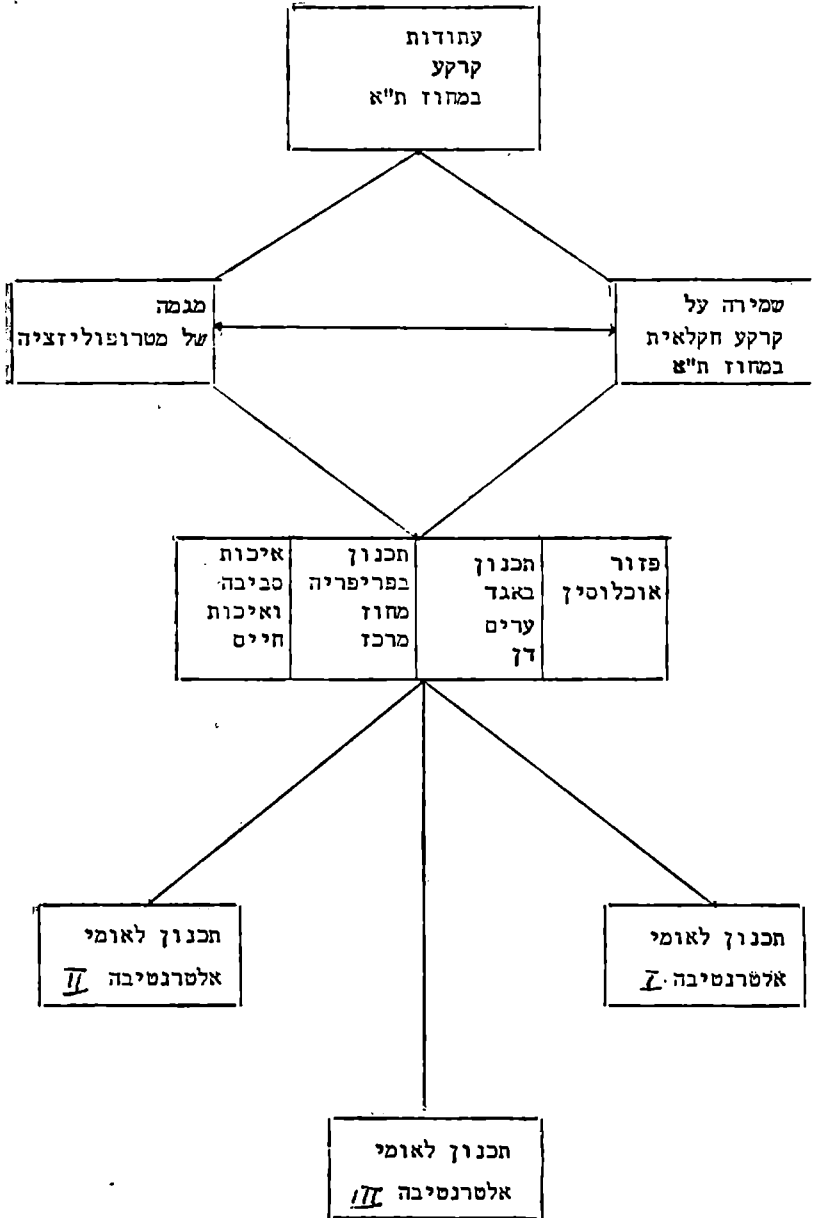 עתודות
קרקע
במחוז ת"א
שמירה על
קרקע חקלאית
במחוז ת"א
מגמה
של מטרופוליזציה
פזור
אוכלוסין
תכנון
באגד
ערים
דן
תכנון
בפריפריה
מחוז
מרכז
איכות
סביבה
ואיכות
חיים
תכנון לאומי
אלטרנטיבה I
תכנון לאומי
אלטרנטיבה II
תכנון לאומי
אלטרנטיבה III